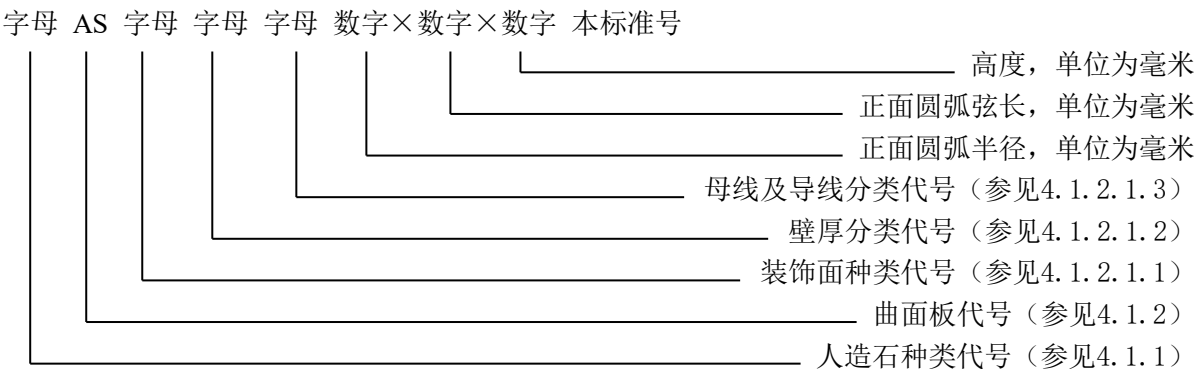 字母 AS 字母 字母 字母 数字×数字×数字 本标准号
高度，单位为毫米
正面圆弧弦长，单位为毫米
正面圆弧半径，单位为毫米
母线及导线分类代号（参见4.1.2.1.3）
壁厚分类代号（参见4.1.2.1.2）
装饰面种类代号（参见4.1.2.1.1）
曲面板代号（参见4.1.2）
人造石种类代号（参见4.1.1）